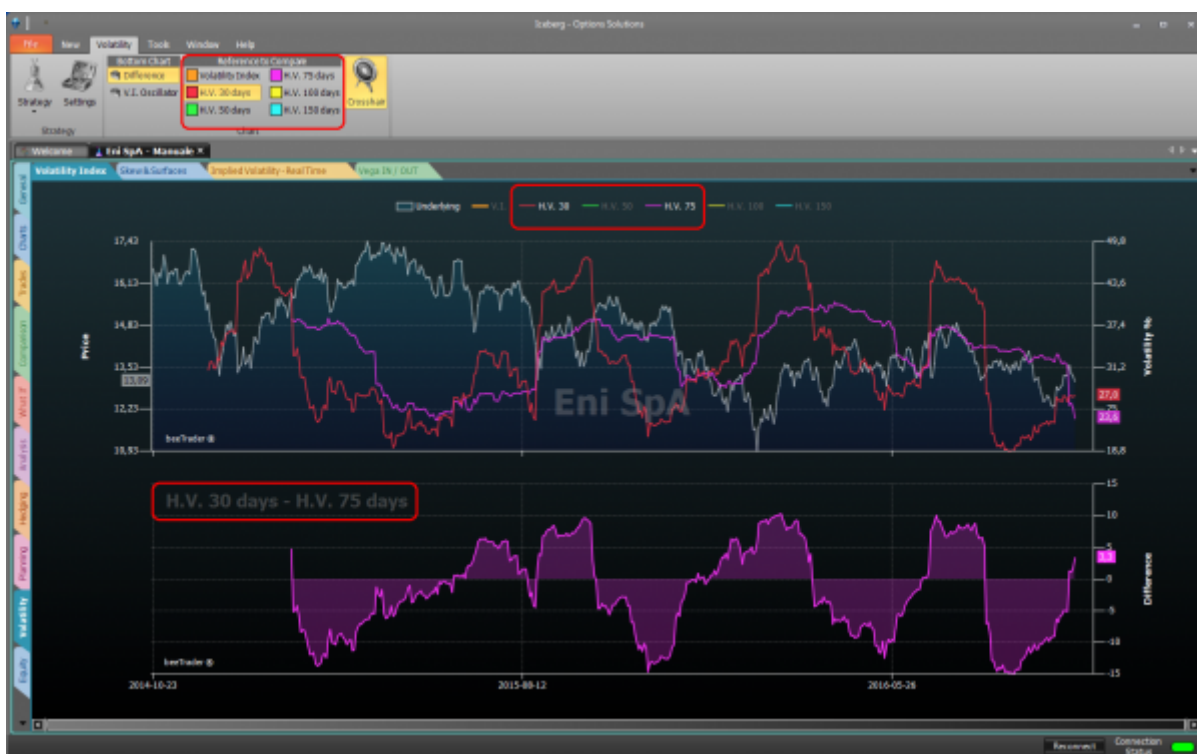 Iceberg - Options Solutions
File New Volatility Tools Window Help
Bottom Chart Reference to Compare
Difference Volatility Index H.V. 75 days
V.I. Oscillator H.V. 30 days H.V. 100 days
H.V. 50 days H.V. 150 days
Strategy Settings Crosshair
Strategy Chart
Welcome Eni SpA - Manuale X
Volatility Index Skew & Surfaces Implied Volatility - Real Time Vega IN / OUT
General
Charts
Trades
Comparison
What If
Analysis
Hedging
Planning
Volatility
Equity
Underlying V.I. H.V. 30 H.V. 50 H.V. 75 H.V. 100 H.V. 150
17,43
16,13
14,83
13,53
13,09
12,23
10,93
Price
49,8
43,6
37,4
31,2
27,0
25
23,6
18,8
Volatility %
Eni SpA
beeTrader ®
H.V. 30 days - H.V. 75 days
15
10
5
3,3
0
-5
-10
-15
Difference
beeTrader ®
2014-10-23 2015-08-12 2016-05-26
Reconnect Connection Status